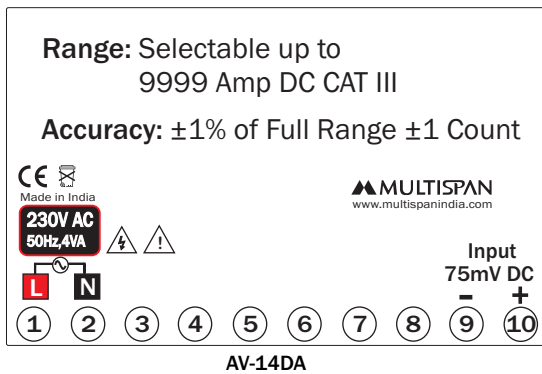 Range: Selectable up to
9999 Amp DC CAT III
Accuracy: ±1% of Full Range ±1 Count
CE
Made in India
MULTISPAN
www.multispanindia.com
230V AC
50Hz,4VA
Input
75mV DC
L N - +
1 2 3 4 5 6 7 8 9 10
AV-14DA